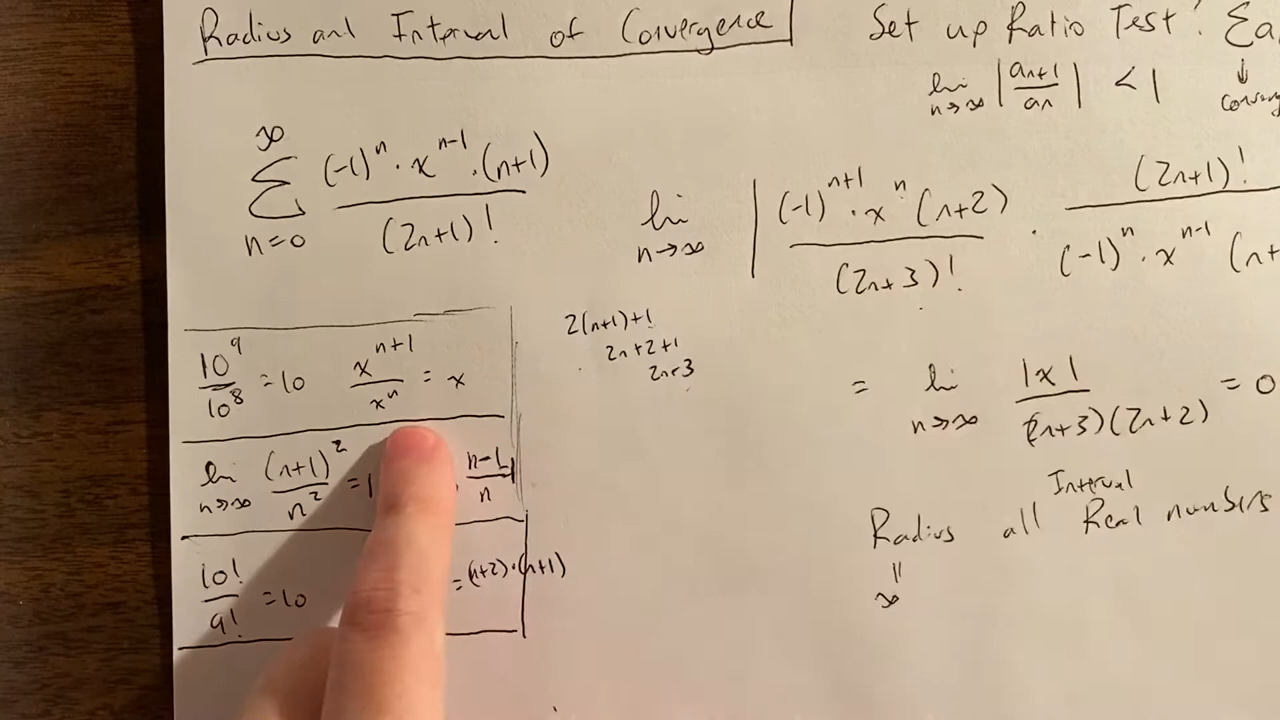 Radius and Interval of Convergence
Set up Ratio Test: Σa
lim n→∞ |an+1/an| < 1
↓
conver
∞ Σ n=0 (-1)^n · x^(n-1) · (n+1) / (2n+1)!
lim n→∞ | (-1)^(n+1) · x^n (n+2) / (2n+3)! · (2n+1)! / (-1)^n · x^(n-1) (n+
10^9/10^8 = 10 x^(n+1)/x^n = x
2(n+1)+1
2n+2+1
2n+3
= lim n→∞ |x| / (2n+3)(2n+2) = 0
lim n→∞ (n+1)^2/n^2 = 1 n-1/n
Interval
Radius all Real numbers
||
∞
10!/9! = 10 = (n+2)·(n+1)